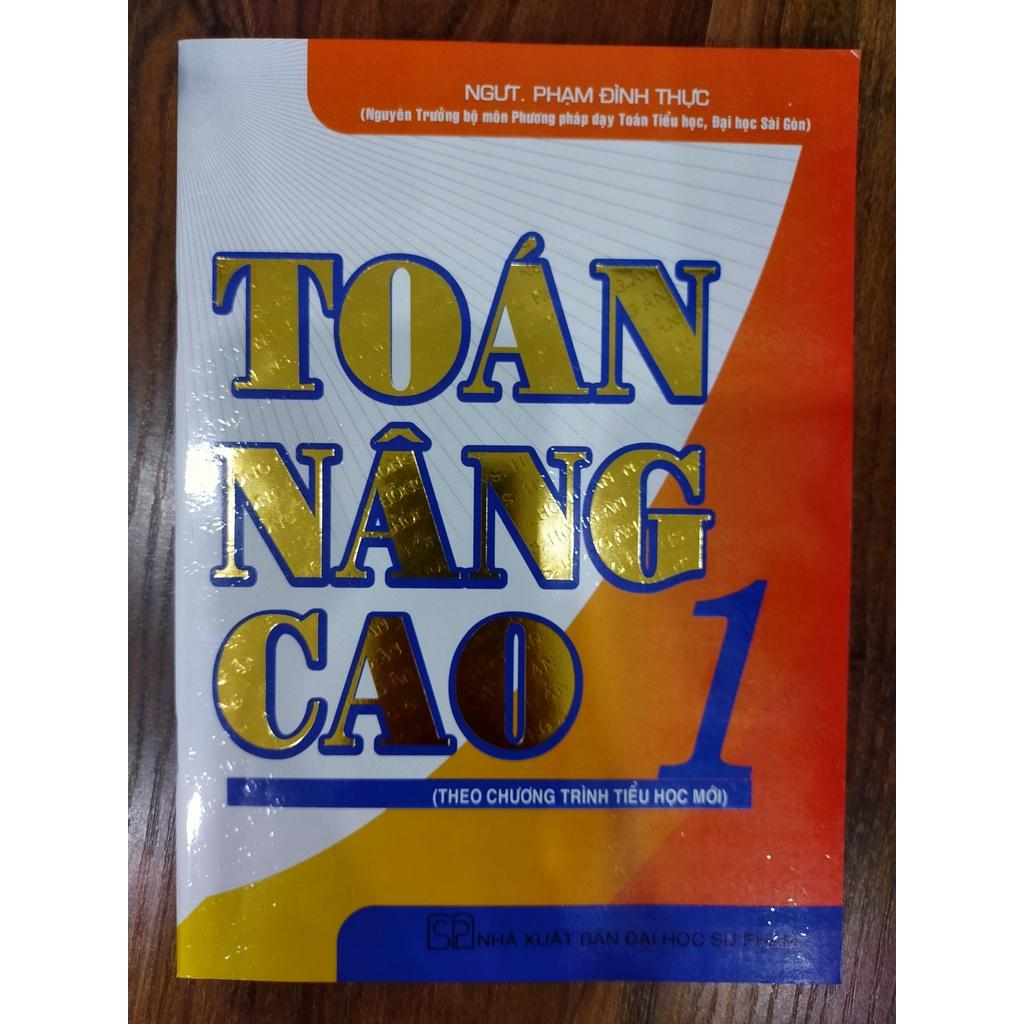 NGƯT. PHẠM ĐÌNH THỰC
(Nguyên Trưởng bộ môn Phương pháp dạy Toán Tiểu học, Đại học Sài Gòn)
TOÁN
NÂNG
CAO 1
(THEO CHƯƠNG TRÌNH TIỂU HỌC MỚI)
NHÀ XUẤT BẢN ĐẠI HỌC SƯ PHẠM